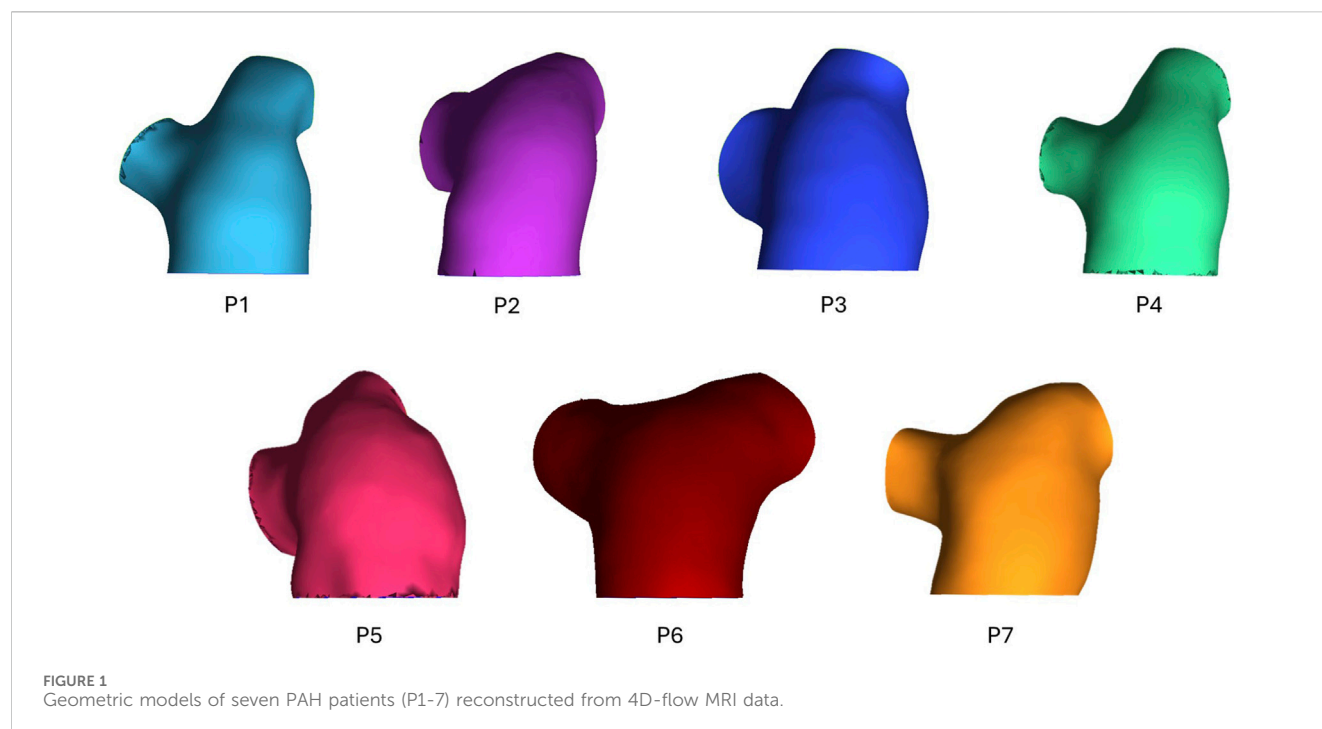 P1
P2
P3
P4
P5
P6
P7
FIGURE 1
Geometric models of seven PAH patients (P1-7) reconstructed from 4D-flow MRI data.